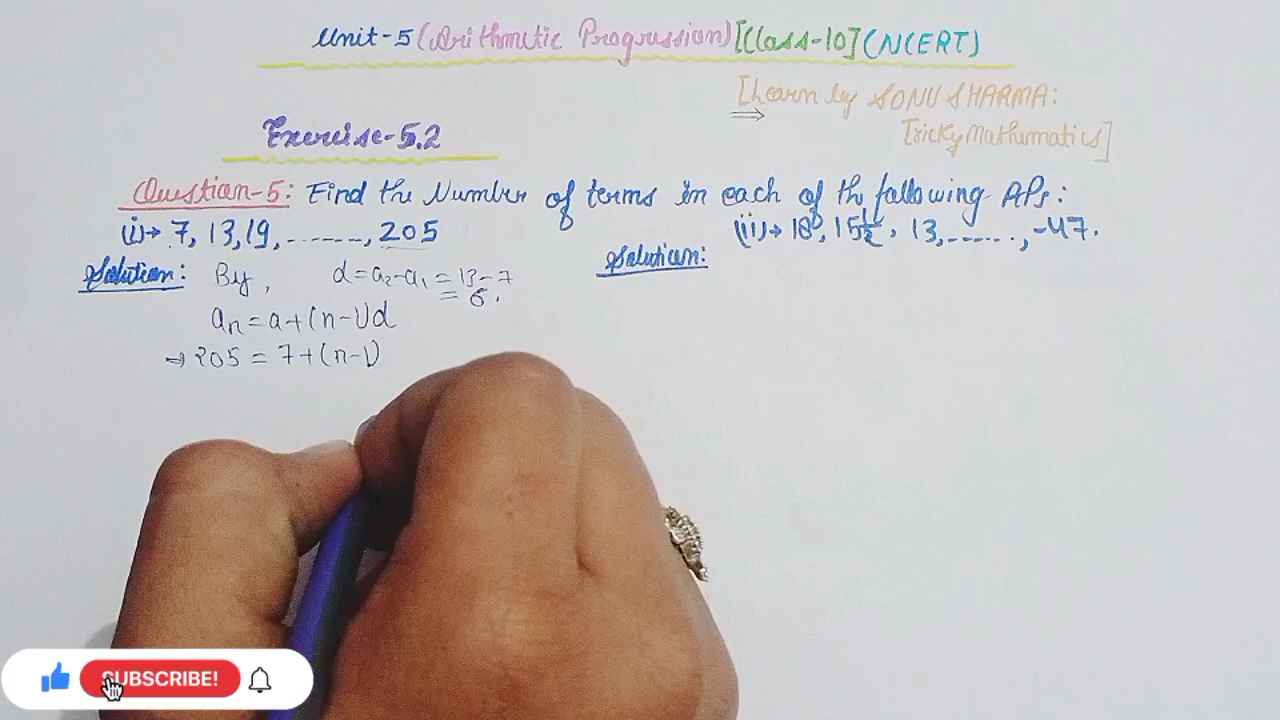 Unit-5 (Arithmetic Progression) [Class-10] (NCERT)
⇒ [Learn by SONU SHARMA:
Tricky Mathematics]
Exercise-5.2
Question-5: Find the Number of terms in each of th following APs:
(i)→ 7, 13, 19, ......., 205
(ii)→ 18, 15½, 13, ......, -47.
Solution: By, d = a₂-a₁ = 13-7
= 6.
aₙ = a+(n-1)d
⇒ 205 = 7+(n-1)
Solution:
SUBSCRIBE!